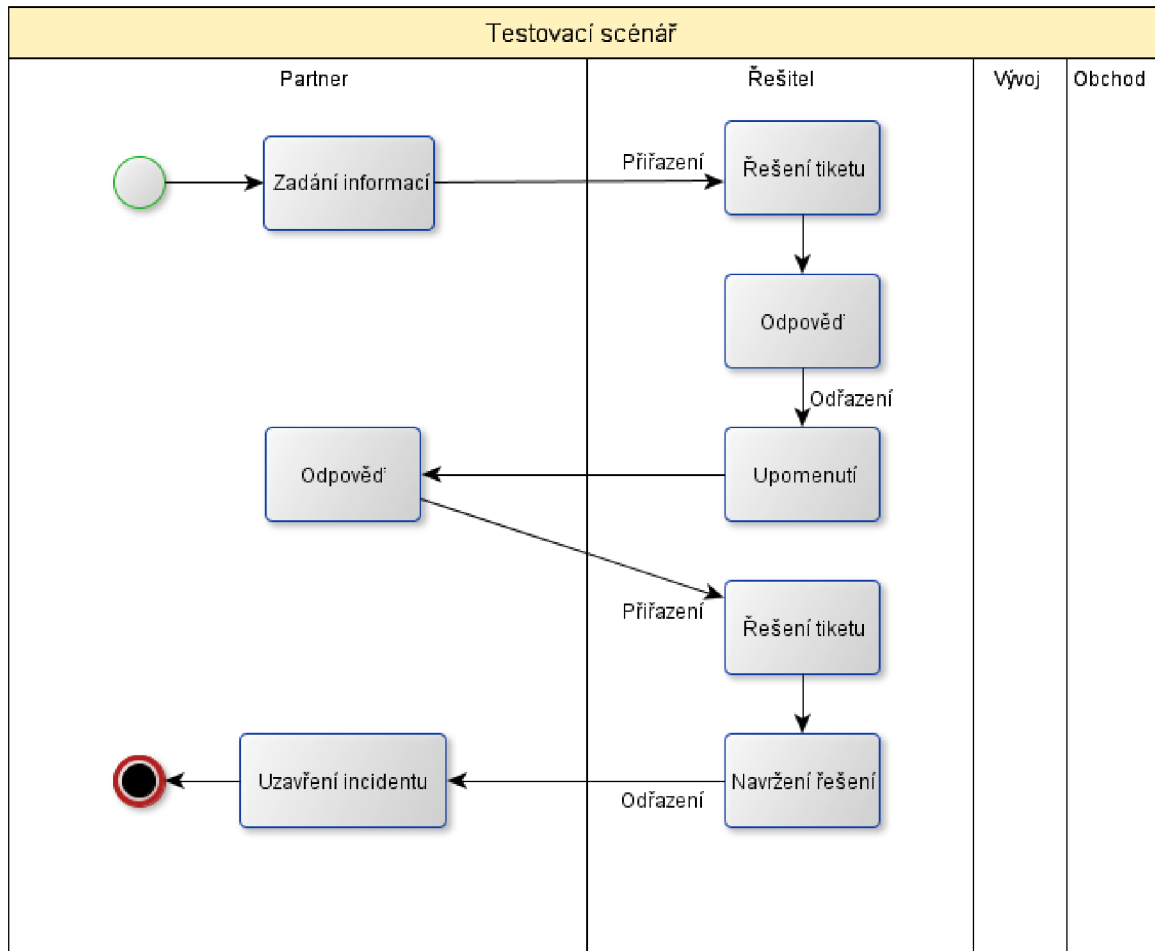 Testovací scénář
Partner
Řešitel
Vývoj
Obchod
Zadání informací
Přiřazení
Řešení tiketu
Odpověď
Odřazení
Odpověď
Upomenutí
Přiřazení
Řešení tiketu
Uzavření incidentu
Odřazení
Navržení řešení